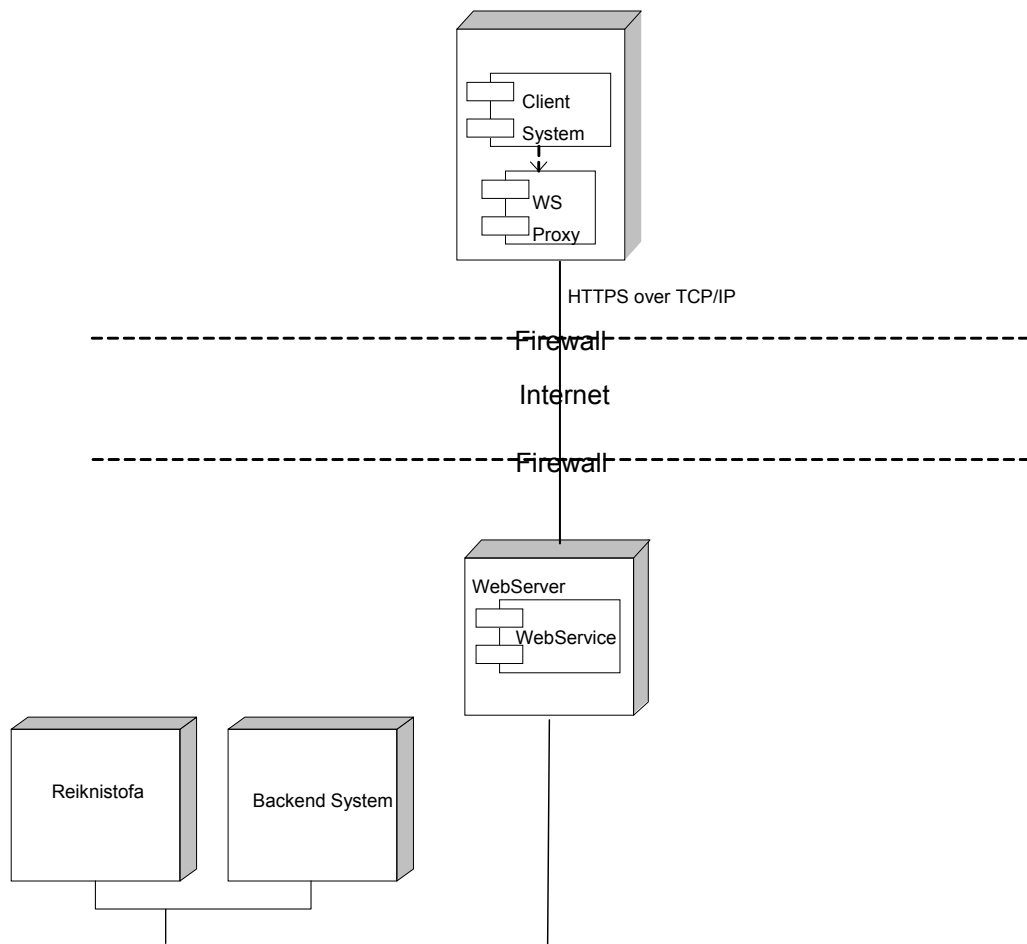 Client
System
WS
Proxy
HTTPS over TCP/IP
Firewall
Internet
Firewall
WebServer
WebService
Reiknistofa
Backend System